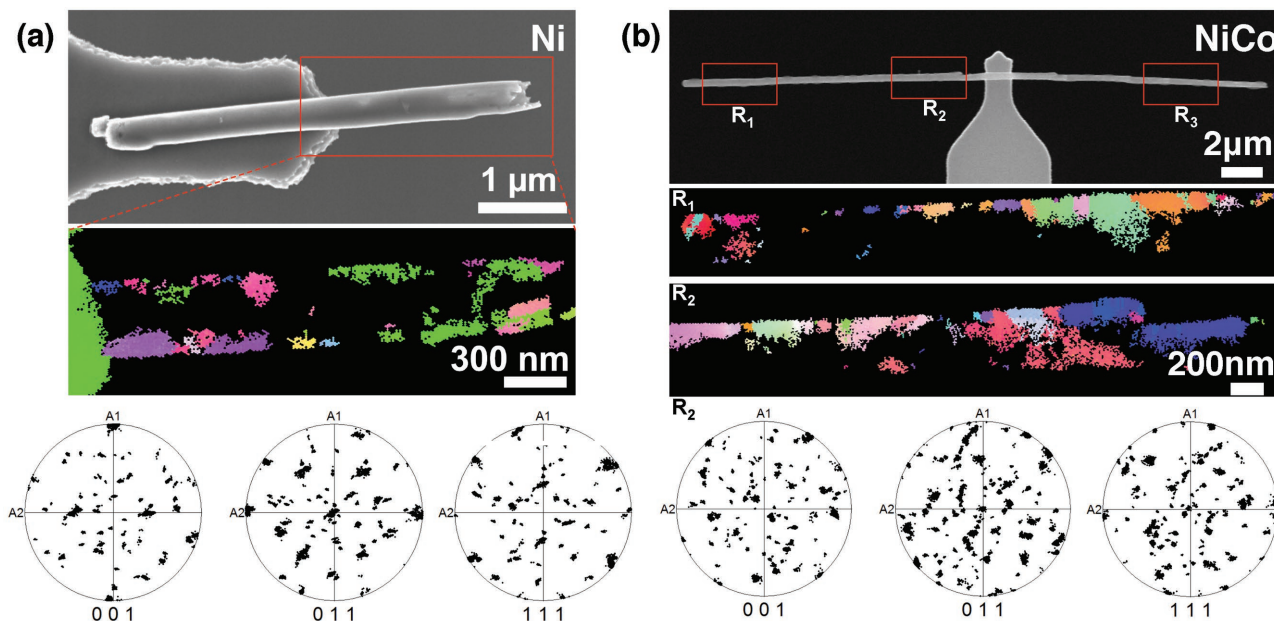 (a)
Ni
1 µm
300 nm
A1
A2
0 0 1
A1
A2
0 1 1
A1
A2
1 1 1
(b)
NiCo
R1
R2
R3
2µm
R1
R2
200nm
R2
A1
A2
0 0 1
A1
A2
0 1 1
A1
A2
1 1 1